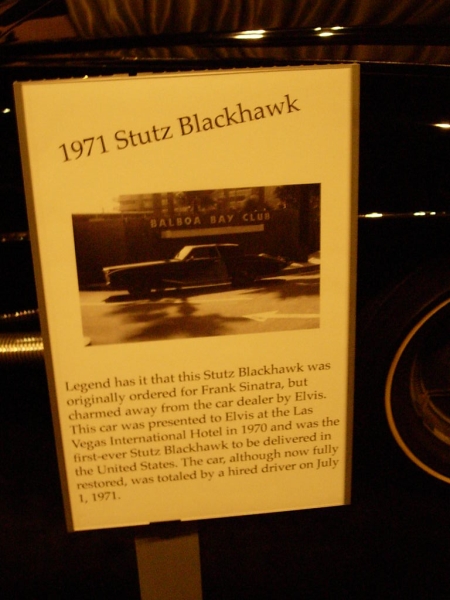 1971 Stutz Blackhawk
BALBOA BAY CLUB
Legend has it that this Stutz Blackhawk was
originally ordered for Frank Sinatra, but
charmed away from the car dealer by Elvis.
This car was presented to Elvis at the Las
Vegas International Hotel in 1970 and was the
first-ever Stutz Blackhawk to be delivered in
the United States. The car, although now fully
restored, was totaled by a hired driver on July
1, 1971.